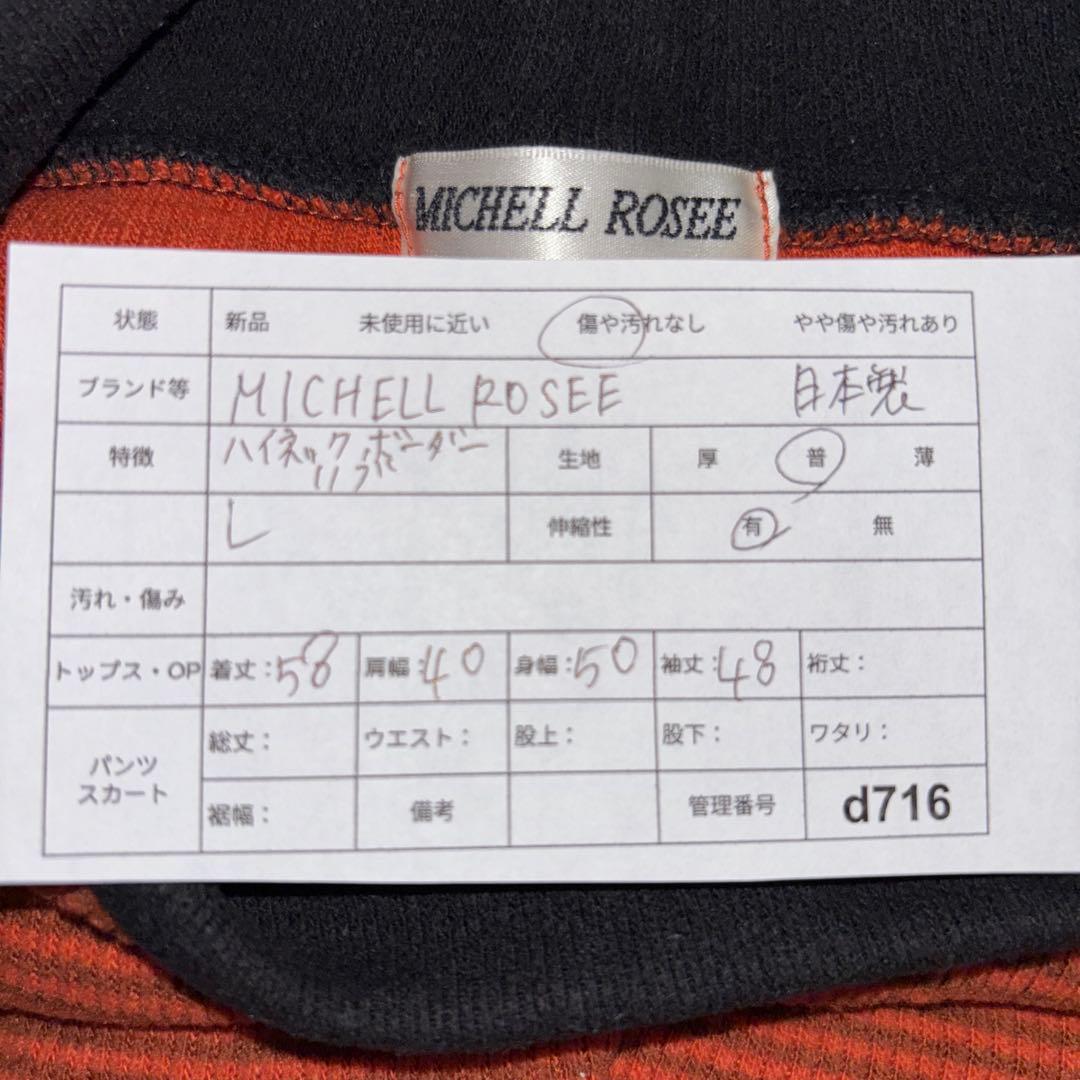 MICHELL ROSEE
状態 新品 未使用に近い 傷や汚れなし やや傷や汚れあり
ブランド等 MICHELL ROSEE 日本製
特徴 ハイネック ボーダー 生地 厚 普 薄
リブ
L 伸縮性 有 無
汚れ・傷み
トップス・OP 着丈:58 肩幅:40 身幅:50 袖丈:48 裄丈:
パンツ スカート 総丈: ウエスト: 股上: 股下: ワタリ:
裾幅: 備考 管理番号 d716